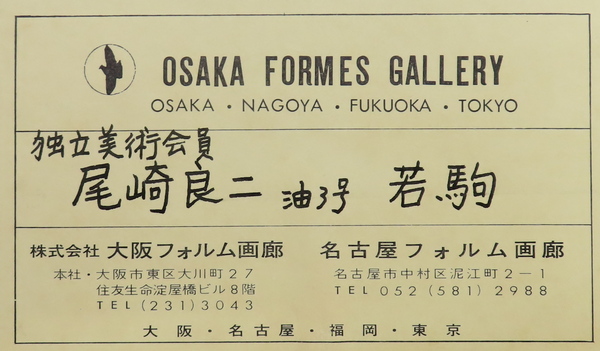 OSAKA FORMES GALLERY
OSAKA・NAGOYA・FUKUOKA・TOKYO
独立美術会員
尾崎良二 油3号 若駒
株式会社 大阪フォルム画廊
本社・大阪市東区大川町27
住友生命淀屋橋ビル8階
TEL (231) 3043
名古屋フォルム画廊
名古屋市中村区泥江町2―1
TEL 052 (581) 2988
大阪・名古屋・福岡・東京